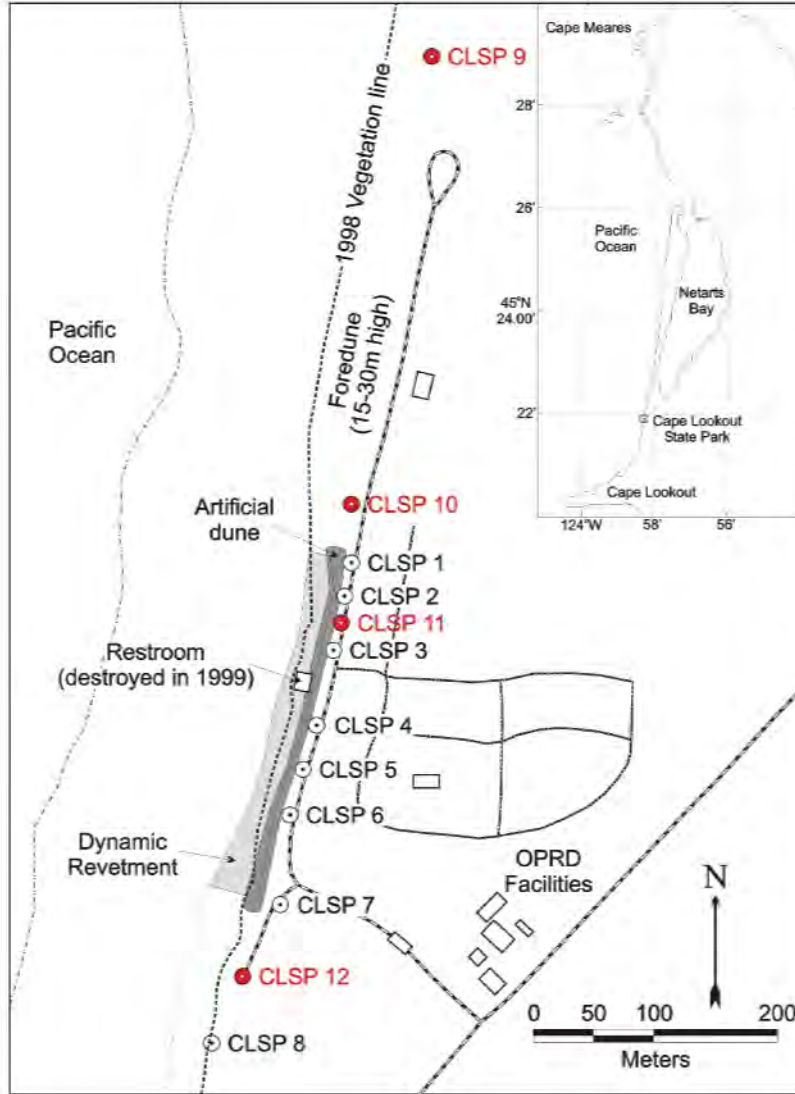 Cape Meares
CLSP 9
28'
1998 Vegetation line
26'
Pacific
Ocean
Pacific
Ocean
45°N
24.00'
Netarts
Bay
Foredune
(15-30m high)
22'
Cape Lookout
State Park
Cape Lookout
124°W
58'
56'
CLSP 10
Artificial
dune
CLSP 1
CLSP 2
CLSP 11
CLSP 3
Restroom
(destroyed in 1999)
CLSP 4
CLSP 5
CLSP 6
Dynamic
Revetment
OPRD
Facilities
N
CLSP 7
CLSP 12
0 50 100 200
Meters
CLSP 8